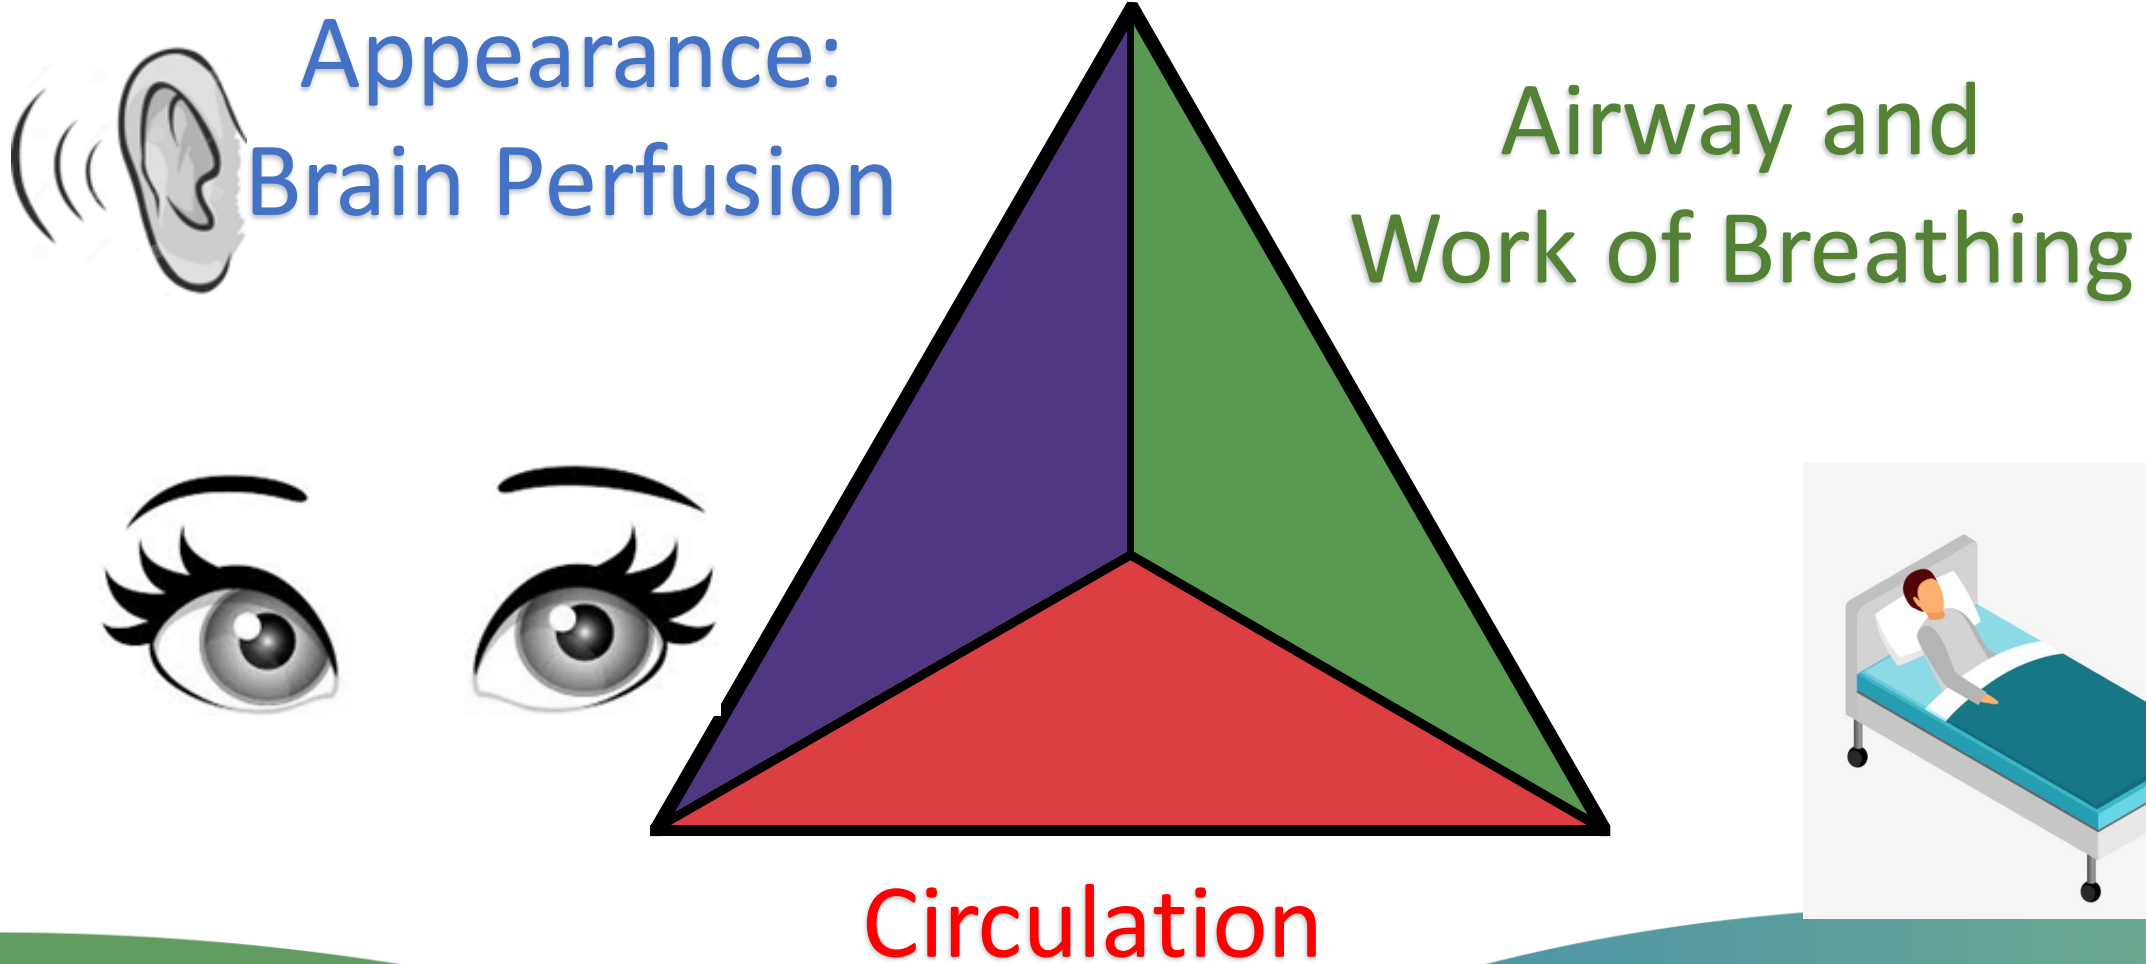 Appearance:
Brain Perfusion
Airway and
Work of Breathing
Circulation